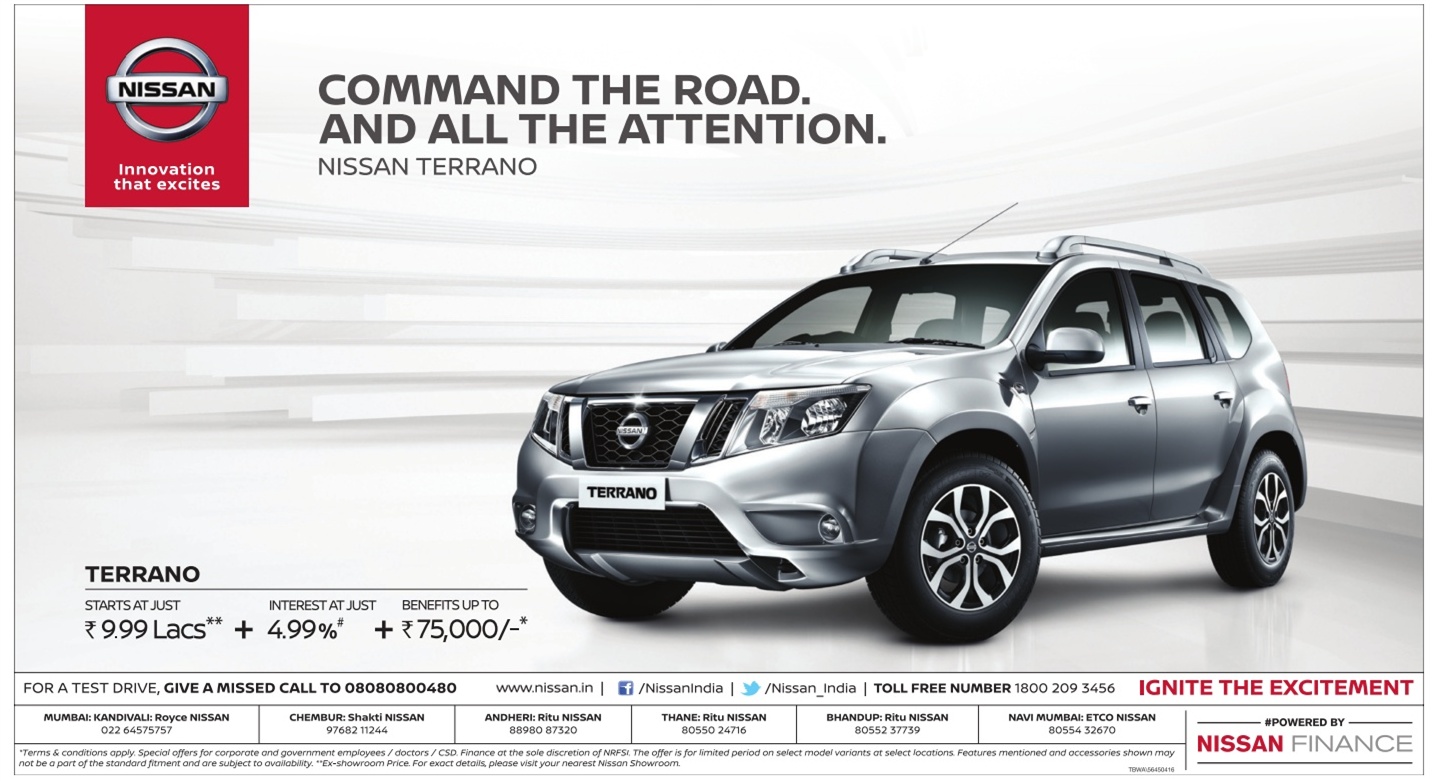 NISSAN
Innovation
that excites
COMMAND THE ROAD.
AND ALL THE ATTENTION.
NISSAN TERRANO
NISSAN
TERRANO
TERRANO
STARTS AT JUST
₹ 9.99 Lacs** +
INTEREST AT JUST
4.99%# +
BENEFITS UP TO
₹ 75,000/-*
FOR A TEST DRIVE, GIVE A MISSED CALL TO 08080800480
www.nissan.in | /NissanIndia | /Nissan_India | TOLL FREE NUMBER 1800 209 3456
IGNITE THE EXCITEMENT
MUMBAI: KANDIVALI: Royce NISSAN
022 64575757
CHEMBUR: Shakti NISSAN
97682 11244
ANDHERI: Ritu NISSAN
88980 87320
THANE: Ritu NISSAN
80550 24716
BHANDUP: Ritu NISSAN
80552 37739
NAVI MUMBAI: ETCO NISSAN
80554 32670
#POWERED BY
NISSAN FINANCE
*Terms & conditions apply. Special offers for corporate and government employees / doctors / CSD. Finance at the sole discretion of NRFSI. The offer is for limited period on select model variants at select locations. Features mentioned and accessories shown may
not be a part of the standard fitment and are subject to availability. **Ex-showroom Price. For exact details, please visit your nearest Nissan Showroom.
TBWA\56450416